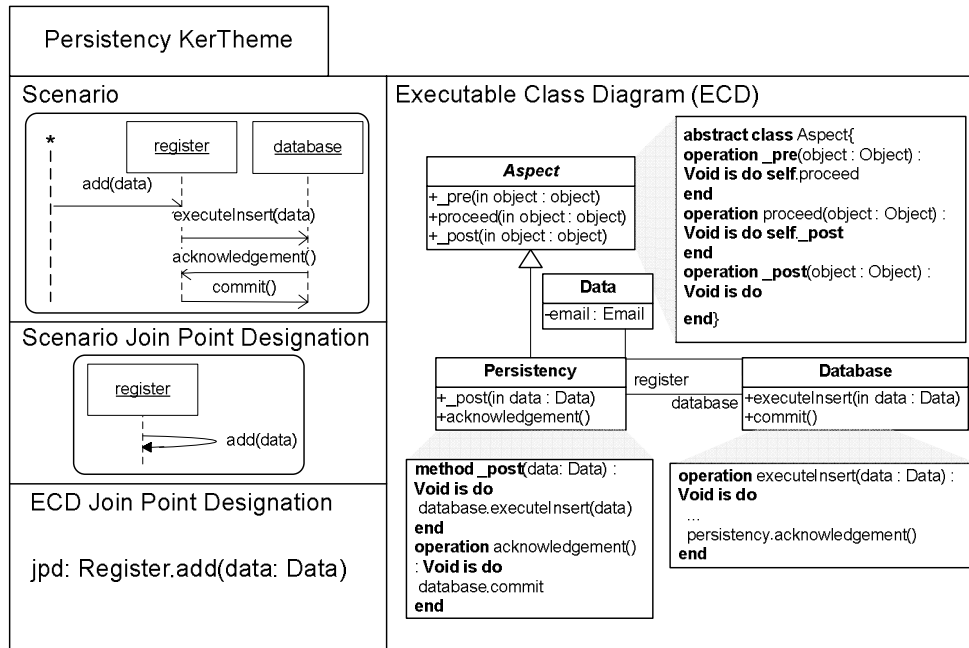 Persistency KerTheme
Scenario
*
register
database
add(data)
executeInsert(data)
acknowledgement()
commit()
Scenario Join Point Designation
register
add(data)
ECD Join Point Designation
jpd: Register.add(data: Data)
Executable Class Diagram (ECD)
Aspect
+_pre(in object : object)
+proceed(in object : object)
+_post(in object : object)
abstract class Aspect{
operation _pre(object : Object) :
Void is do self.proceed
end
operation proceed(object : Object) :
Void is do self._post
end
operation _post(object : Object) :
Void is do
end}
Data
-email : Email
Persistency
+_post(in data : Data)
+acknowledgement()
register
database
Database
+executeInsert(in data : Data)
+commit()
method _post(data: Data) :
Void is do
database.executeInsert(data)
end
operation acknowledgement()
: Void is do
database.commit
end
operation executeInsert(data : Data) :
Void is do
...
persistency.acknowledgement()
end